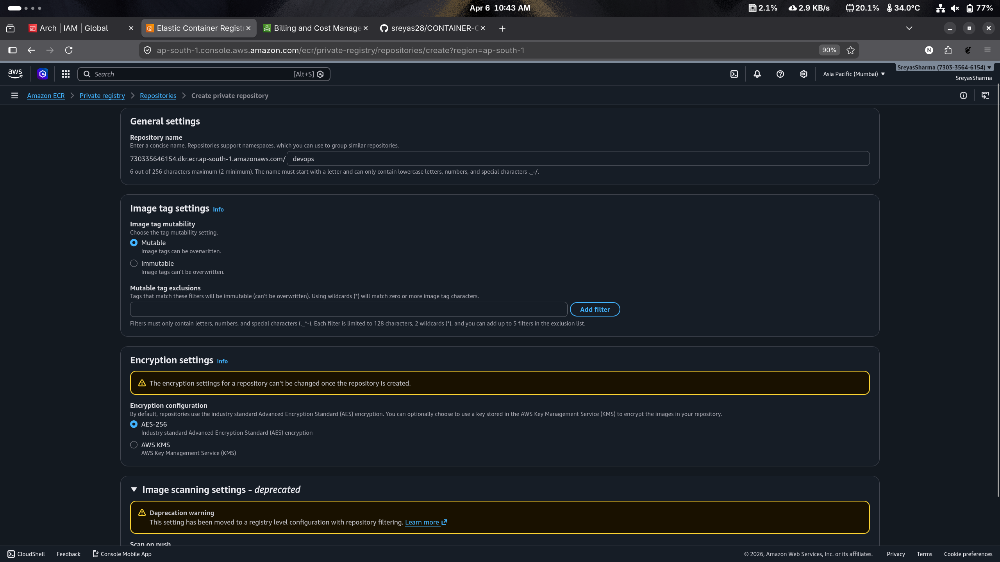 Apr 6 10:43 AM
2.1%
2.9 KB/s
20.1%
34.0°C
77%
Arch | IAM | Global
Elastic Container Regist
Billing and Cost Manage
sreyas28/CONTAINER-C
ap-south-1.console.aws.amazon.com/ecr/private-registry/repositories/create?region=ap-south-1
90%
N
aws
Search
[Alt+S]
Asia Pacific (Mumbai)
SreyasSharma (7303-3564-6154)
SreyasSharma
Amazon ECR
Private registry
Repositories
Create private repository
General settings
Repository name
Enter a concise name. Repositories support namespaces, which you can use to group similar repositories.
730335646154.dkr.ecr.ap-south-1.amazonaws.com/ devops
6 out of 256 characters maximum (2 minimum). The name must start with a letter and can only contain lowercase letters, numbers, and special characters ._-/.
Image tag settings Info
Image tag mutability
Choose the tag mutability setting.
Mutable
Image tags can be overwritten.
Immutable
Image tags can't be overwritten.
Mutable tag exclusions
Tags that match these filters will be immutable (can't be overwritten). Using wildcards (*) will match zero or more image tag characters.
Add filter
Filters must only contain letters, numbers, and special characters (._*-). Each filter is limited to 128 characters, 2 wildcards (*), and you can add up to 5 filters in the exclusion list.
Encryption settings Info
The encryption settings for a repository can't be changed once the repository is created.
Encryption configuration
By default, repositories use the industry standard Advanced Encryption Standard (AES) encryption. You can optionally choose to use a key stored in the AWS Key Management Service (KMS) to encrypt the images in your repository.
AES-256
Industry standard Advanced Encryption Standard (AES) encryption
AWS KMS
AWS Key Management Service (KMS)
Image scanning settings - deprecated
Deprecation warning
This setting has been moved to a registry level configuration with repository filtering. Learn more
Scan on push
CloudShell
Feedback
Console Mobile App
© 2026, Amazon Web Services, Inc. or its affiliates.
Privacy
Terms
Cookie preferences